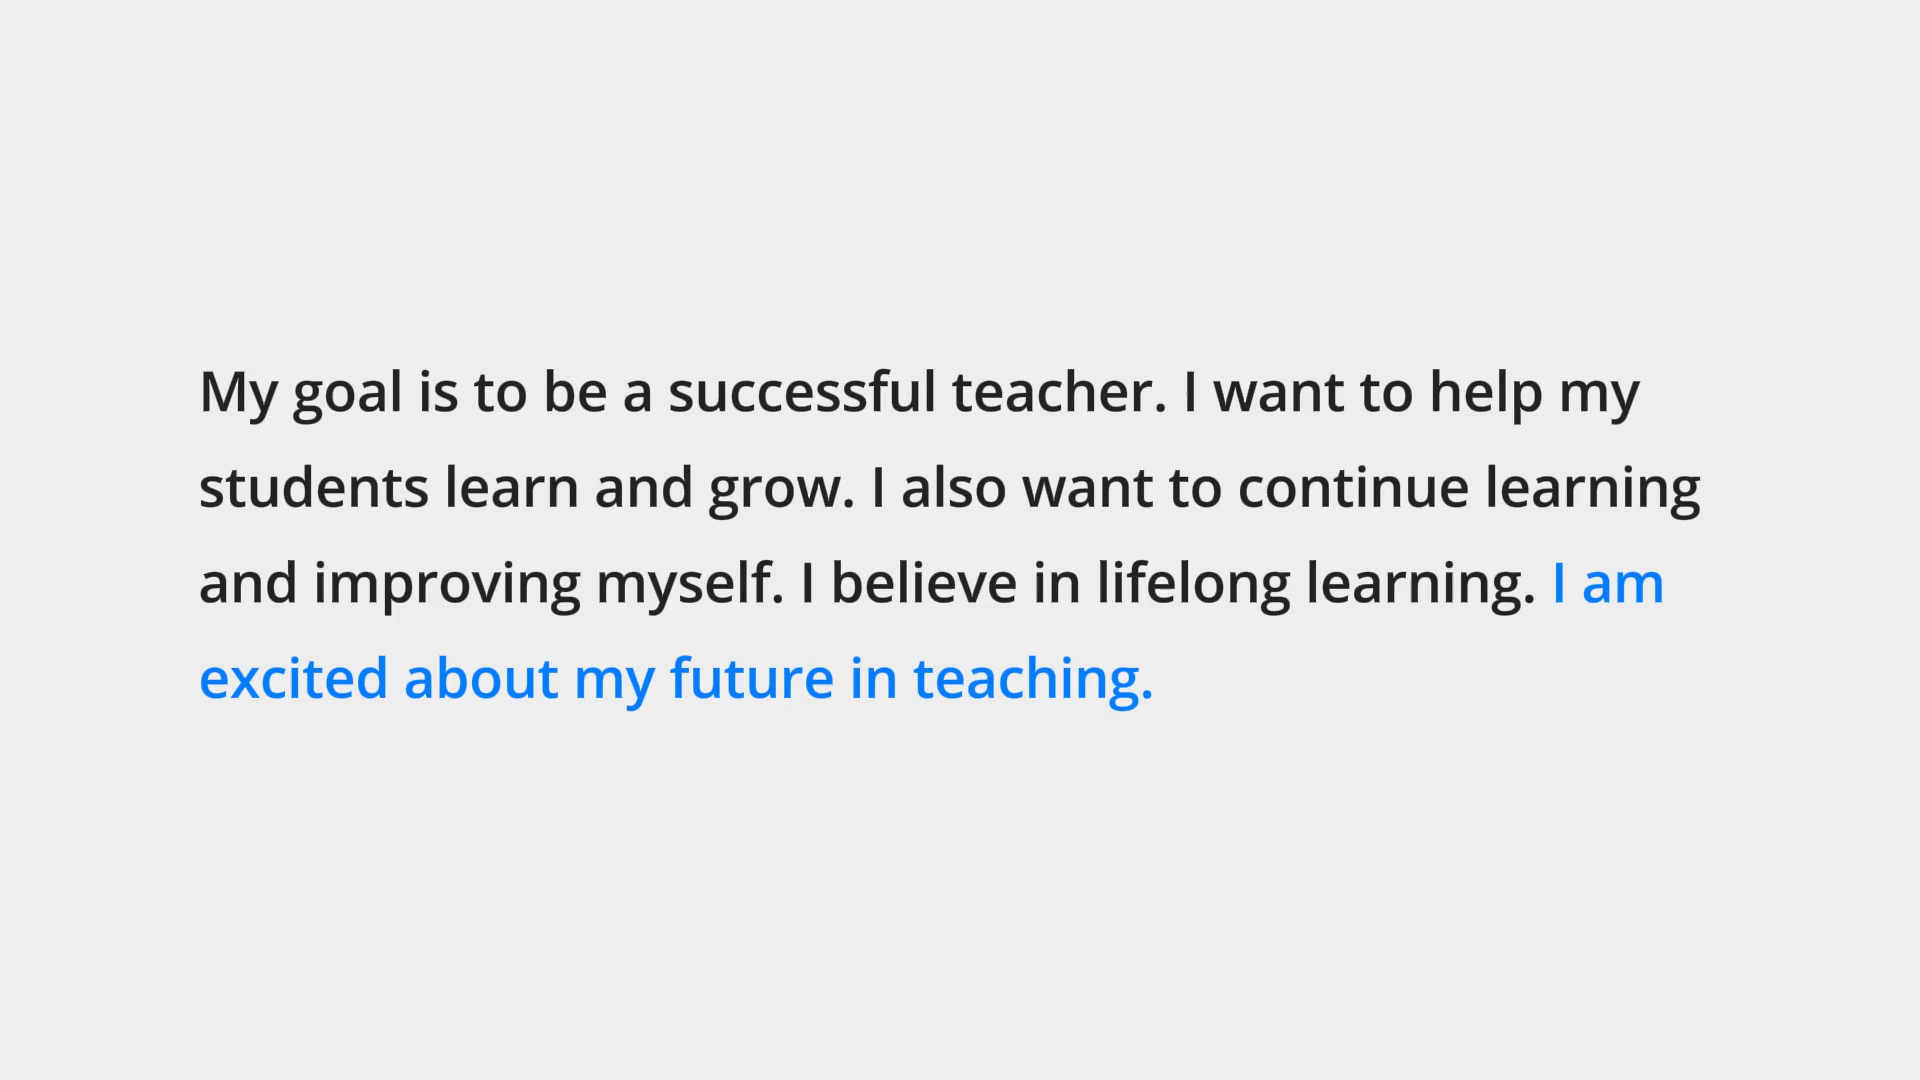 My goal is to be a successful teacher. I want to help my
students learn and grow. I also want to continue learning
and improving myself. I believe in lifelong learning. I am
excited about my future in teaching.